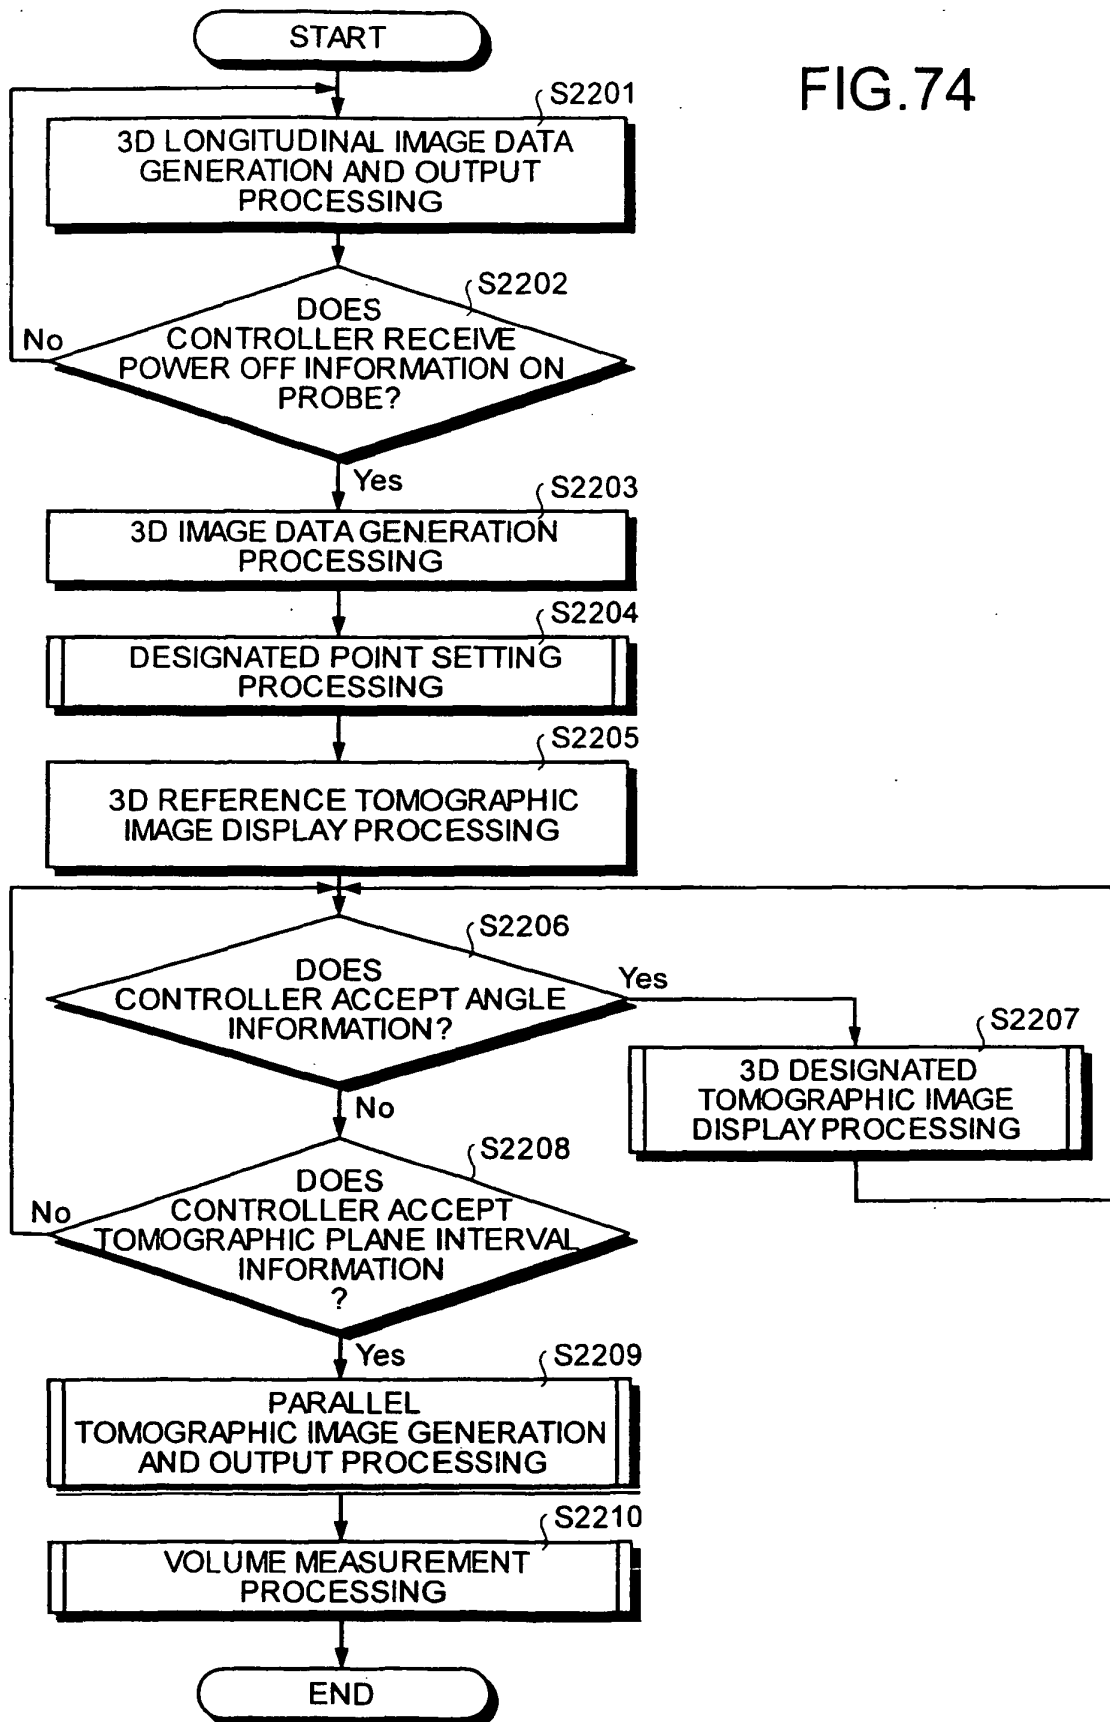 START
FIG.74
S2201
3D LONGITUDINAL IMAGE DATA
GENERATION AND OUTPUT
PROCESSING
S2202
DOES
CONTROLLER RECEIVE
POWER OFF INFORMATION ON
PROBE?
No
Yes
S2203
3D IMAGE DATA GENERATION
PROCESSING
S2204
DESIGNATED POINT SETTING
PROCESSING
S2205
3D REFERENCE TOMOGRAPHIC
IMAGE DISPLAY PROCESSING
S2206
DOES
CONTROLLER ACCEPT ANGLE
INFORMATION?
Yes
No
S2207
3D DESIGNATED
TOMOGRAPHIC IMAGE
DISPLAY PROCESSING
S2208
DOES
CONTROLLER ACCEPT
TOMOGRAPHIC PLANE INTERVAL
INFORMATION
?
No
Yes
S2209
PARALLEL
TOMOGRAPHIC IMAGE GENERATION
AND OUTPUT PROCESSING
S2210
VOLUME MEASUREMENT
PROCESSING
END